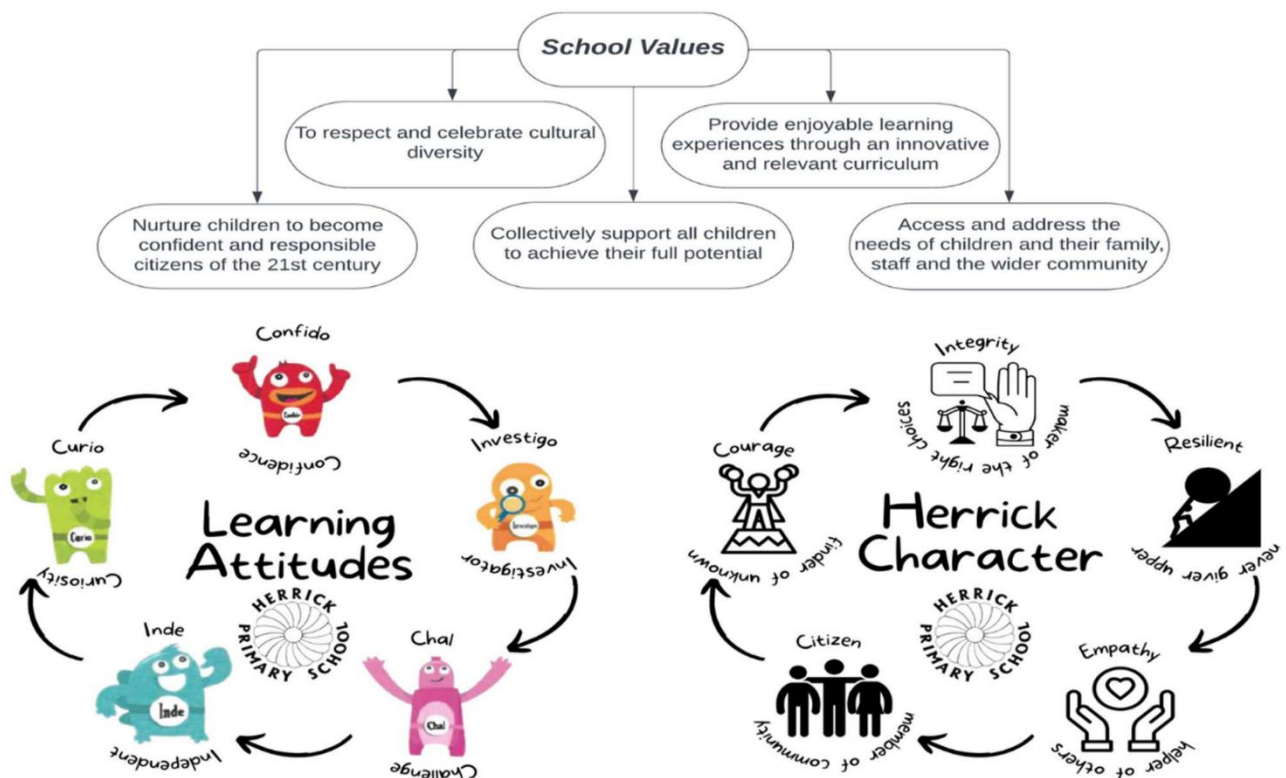 School Values
To respect and celebrate cultural
diversity
Provide enjoyable learning
experiences through an innovative
and relevant curriculum
Nurture children to become
confident and responsible
citizens of the 21st century
Collectively support all children
to achieve their full potential
Access and address the
needs of children and their family,
staff and the wider community
Confido
Confido
Confidence
Investigo
Investigo
Investigator
Chal
Chal
Challenge
Inde
Inde
Independent
Curio
Curio
Curiosity
Learning
Attitudes
HERRICK
PRIMARY SCHOOL
Integrity
maker of the right choices
Resilient
never giver upper
Empathy
helper of others
Citizen
member of community
Courage
finder of unknown
Herrick
Character
HERRICK
PRIMARY SCHOOL